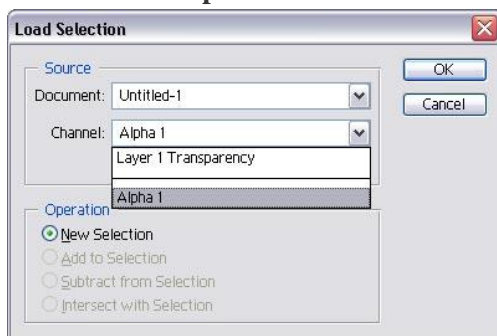 Load Selection
Source
OK
Document: Untitled-1
Cancel
Channel: Alpha 1
Layer 1 Transparency
Alpha 1
Operation
New Selection
Add to Selection
Subtract from Selection
Intersect with Selection